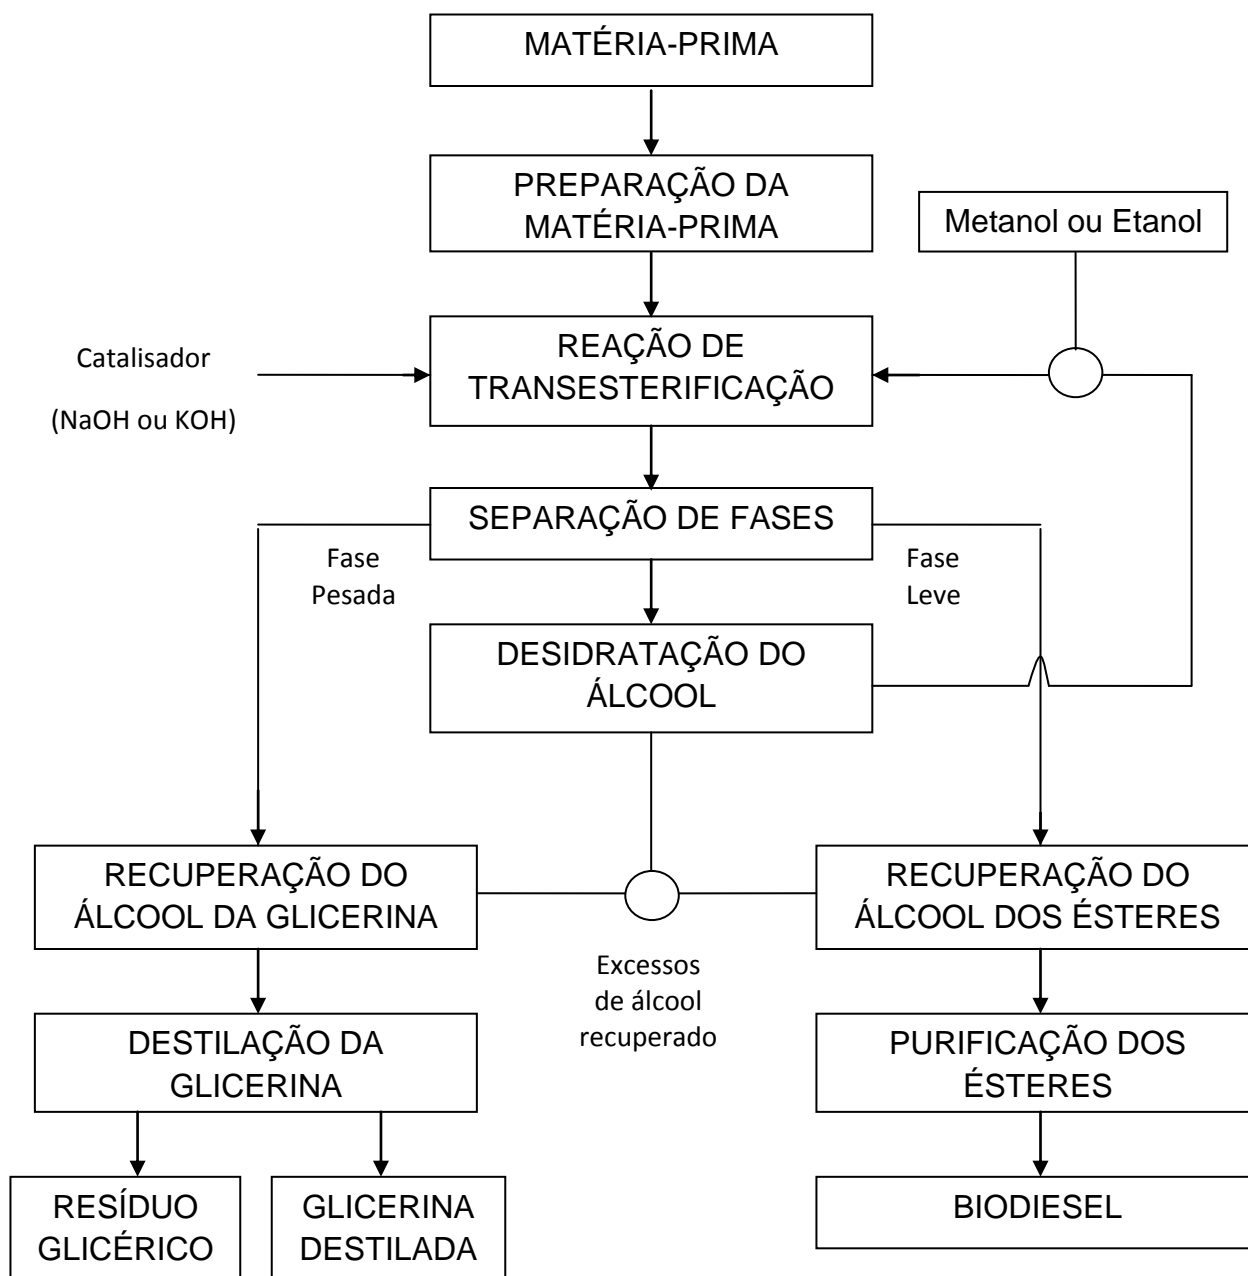 MATÉRIA-PRIMA
PREPARAÇÃO DA
MATÉRIA-PRIMA
Metanol ou Etanol
Catalisador
(NaOH ou KOH)
REAÇÃO DE
TRANSESTERIFICAÇÃO
SEPARAÇÃO DE FASES
Fase
Pesada
Fase
Leve
DESIDRATAÇÃO DO
ÁLCOOL
RECUPERAÇÃO DO
ÁLCOOL DA GLICERINA
RECUPERAÇÃO DO
ÁLCOOL DOS ÉSTERES
Excessos
de álcool
recuperado
DESTILAÇÃO DA
GLICERINA
PURIFICAÇÃO DOS
ÉSTERES
RESÍDUO
GLICÉRICO
GLICERINA
DESTILADA
BIODIESEL